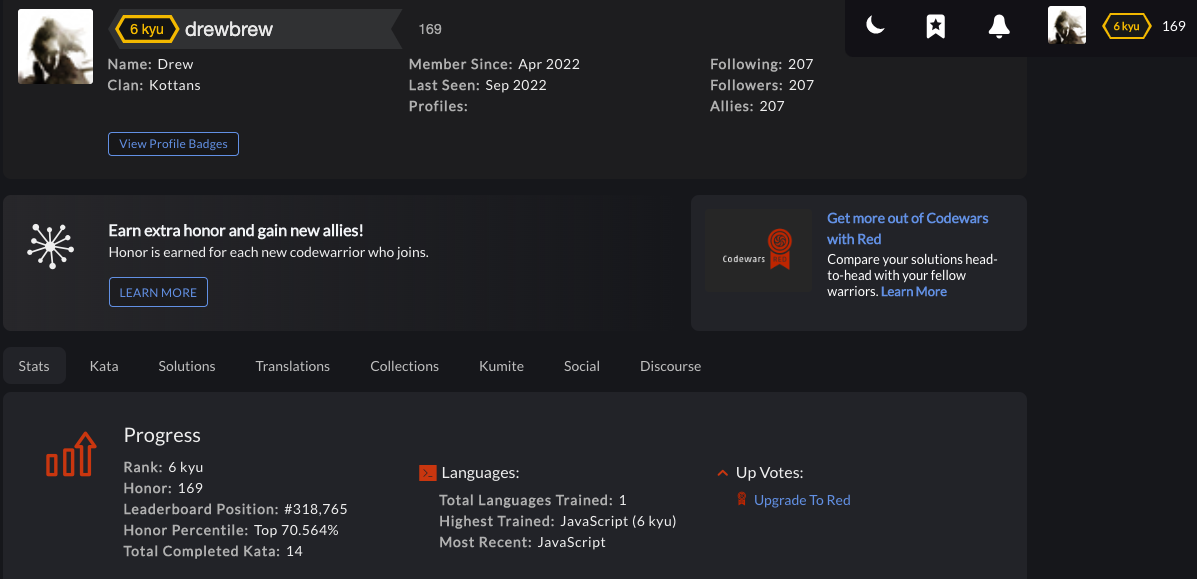 6 kyu drewbrew 169
6 kyu 169
Name: Drew
Clan: Kottans
Member Since: Apr 2022
Last Seen: Sep 2022
Profiles:
Following: 207
Followers: 207
Allies: 207
View Profile Badges
Earn extra honor and gain new allies!
Honor is earned for each new codewarrior who joins.
LEARN MORE
Codewars RED
Get more out of Codewars
with Red
Compare your solutions head-
to-head with your fellow
warriors. Learn More
Stats Kata Solutions Translations Collections Kumite Social Discourse
Progress
Rank: 6 kyu
Honor: 169
Leaderboard Position: #318,765
Honor Percentile: Top 70.564%
Total Completed Kata: 14
Languages:
Total Languages Trained: 1
Highest Trained: JavaScript (6 kyu)
Most Recent: JavaScript
Up Votes:
Upgrade To Red